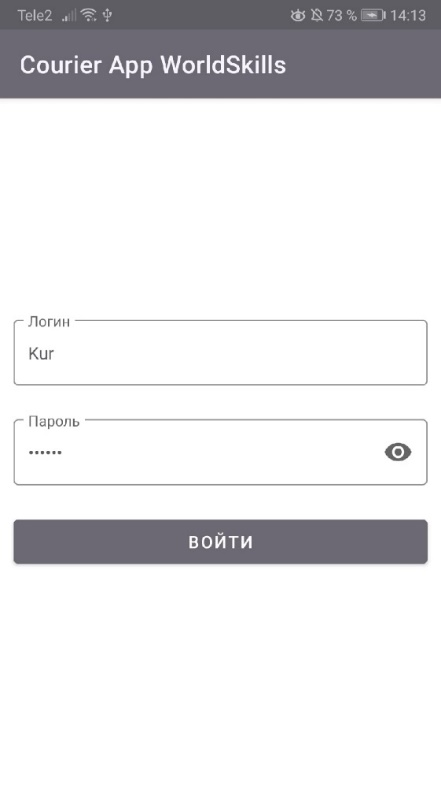 Tele2 73 % 14:13
Courier App WorldSkills
Логин
Kur
Пароль
••••••
ВОЙТИ